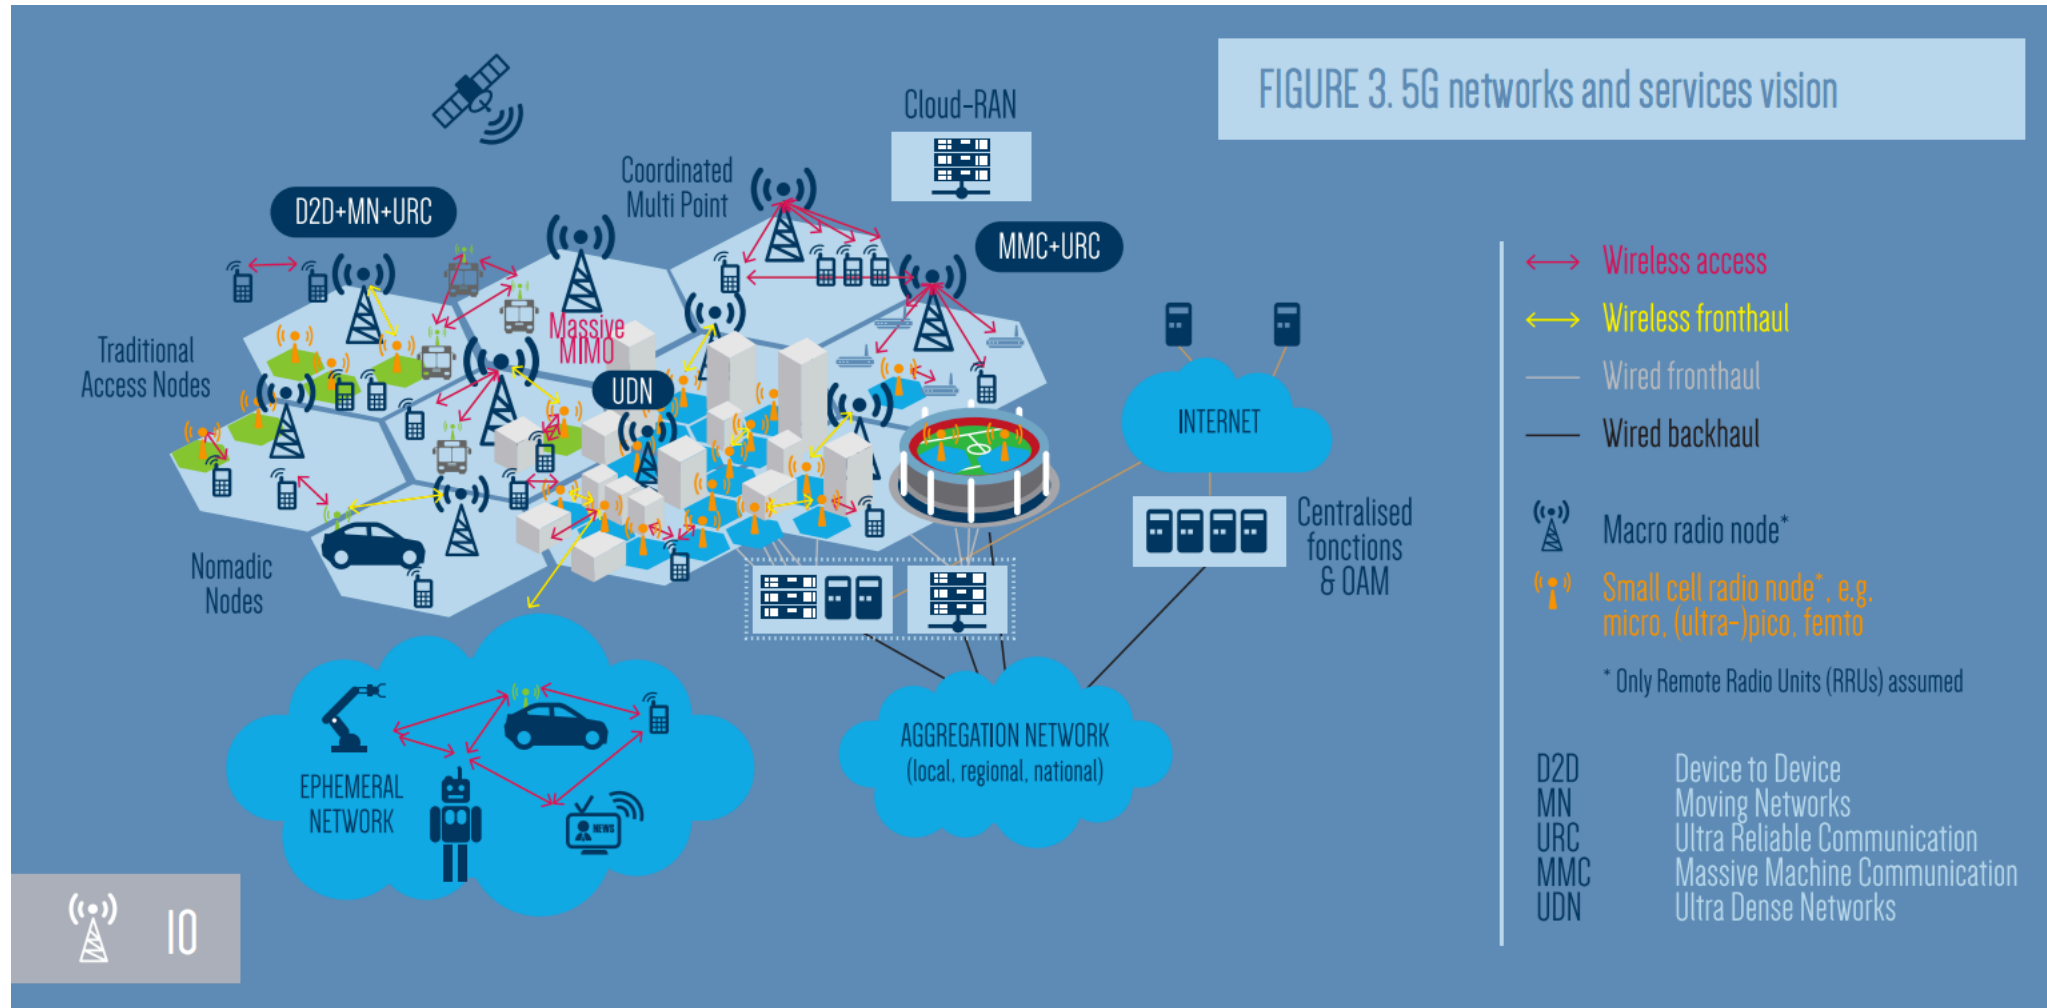 FIGURE 3. 5G networks and services vision
Cloud-RAN
Coordinated
Multi Point
D2D+MN+URC
MMC+URC
Massive
MIMO
Traditional
Access Nodes
UDN
INTERNET
Nomadic
Nodes
Centralised
fonctions
& OAM
EPHEMERAL
NETWORK
NEWS
AGGREGATION NETWORK
(local, regional, national)
Wireless access
Wireless fronthaul
Wired fronthaul
Wired backhaul
Macro radio node*
Small cell radio node*, e.g.
micro, (ultra-)pico, femto
* Only Remote Radio Units (RRUs) assumed
D2D Device to Device
MN Moving Networks
URC Ultra Reliable Communication
MMC Massive Machine Communication
UDN Ultra Dense Networks
10